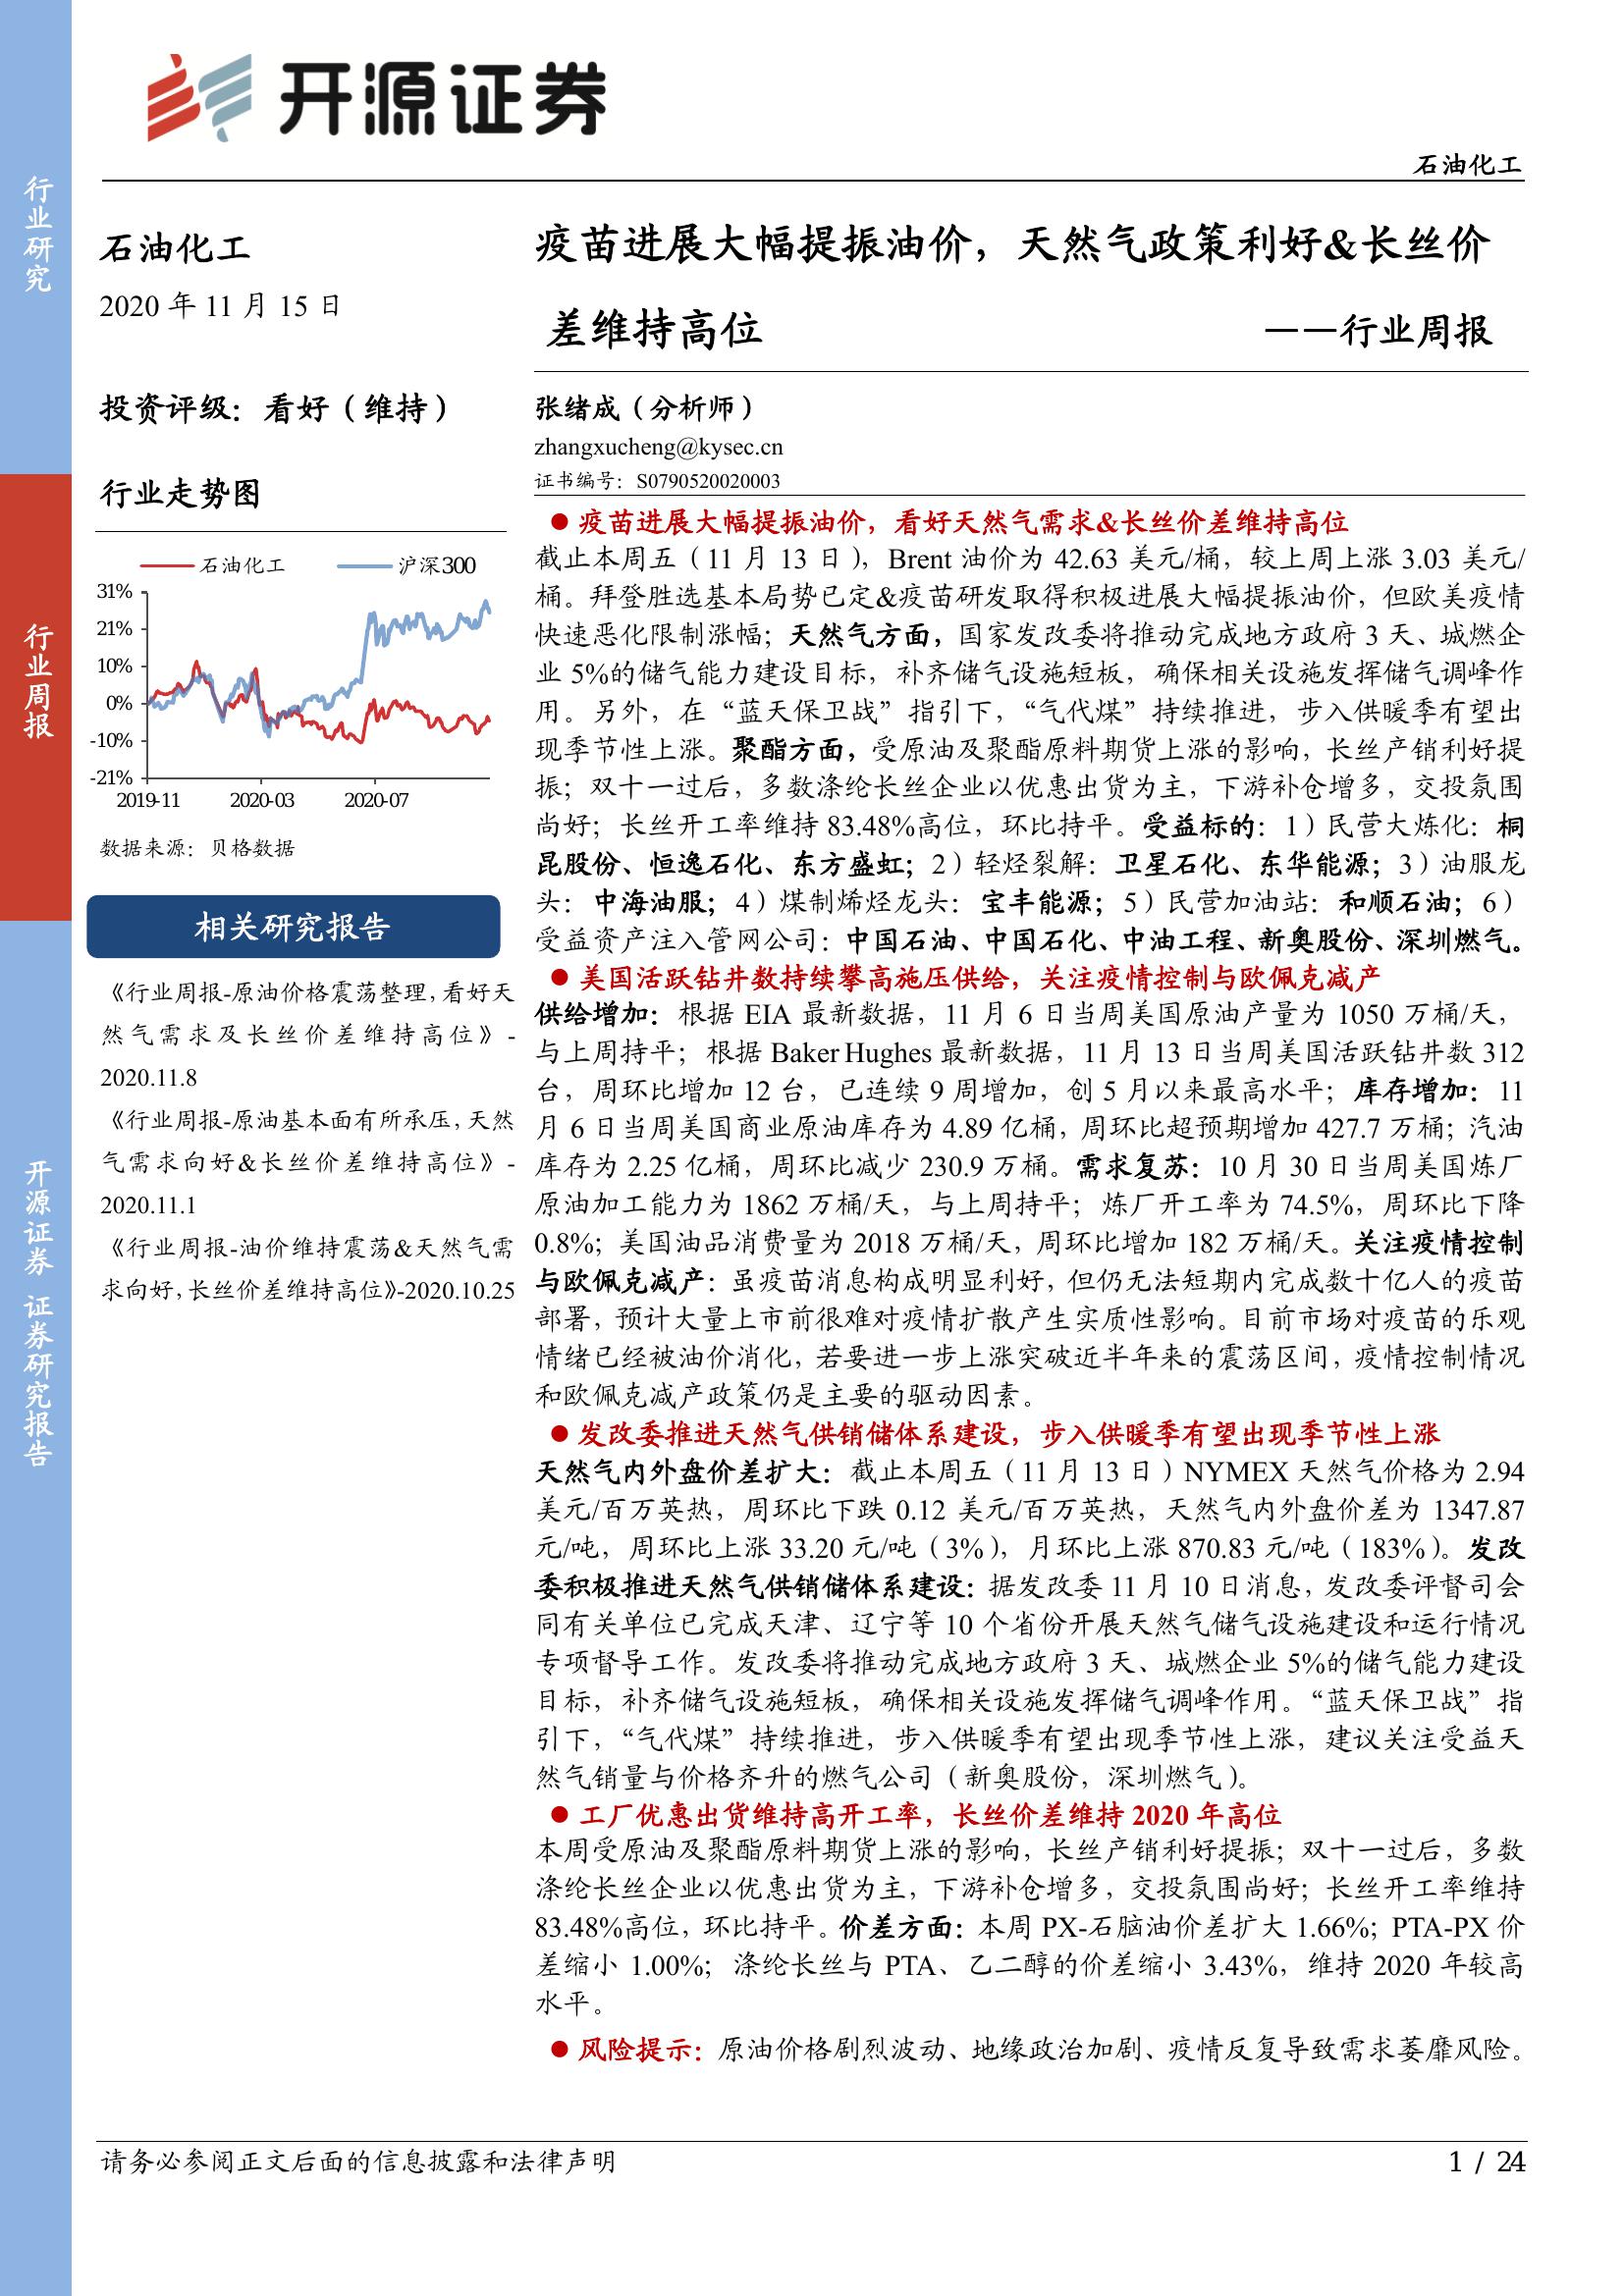 开源证券
石油化工
行业研究
行业周报
开源证券 证券研究报告
石油化工
2020 年 11 月 15 日
投资评级：看好（维持）
行业走势图
石油化工 沪深300
31%
21%
10%
0%
-10%
-21%
2019-11 2020-03 2020-07
数据来源：贝格数据
相关研究报告
《行业周报-原油价格震荡整理，看好天
然气需求及长丝价差维持高位》-
2020.11.8
《行业周报-原油基本面有所承压，天然
气需求向好&长丝价差维持高位》-
2020.11.1
《行业周报-油价维持震荡&天然气需
求向好，长丝价差维持高位》-2020.10.25
疫苗进展大幅提振油价，天然气政策利好&长丝价
差维持高位 ——行业周报
张绪成（分析师）
zhangxucheng@kysec.cn
证书编号：S0790520020003
● 疫苗进展大幅提振油价，看好天然气需求&长丝价差维持高位
截止本周五（11 月 13 日），Brent 油价为 42.63 美元/桶，较上周上涨 3.03 美元/
桶。拜登胜选基本局势已定&疫苗研发取得积极进展大幅提振油价，但欧美疫情
快速恶化限制涨幅；天然气方面，国家发改委将推动完成地方政府 3 天、城燃企
业 5%的储气能力建设目标，补齐储气设施短板，确保相关设施发挥储气调峰作
用。另外，在“蓝天保卫战”指引下，“气代煤”持续推进，步入供暖季有望出
现季节性上涨。聚酯方面，受原油及聚酯原料期货上涨的影响，长丝产销利好提
振；双十一过后，多数涤纶长丝企业以优惠出货为主，下游补仓增多，交投氛围
尚好；长丝开工率维持 83.48%高位，环比持平。受益标的：1）民营大炼化：桐
昆股份、恒逸石化、东方盛虹；2）轻烃裂解：卫星石化、东华能源；3）油服龙
头：中海油服；4）煤制烯烃龙头：宝丰能源；5）民营加油站：和顺石油；6）
受益资产注入管网公司：中国石油、中国石化、中油工程、新奥股份、深圳燃气。
● 美国活跃钻井数持续攀高施压供给，关注疫情控制与欧佩克减产
供给增加：根据 EIA 最新数据，11 月 6 日当周美国原油产量为 1050 万桶/天，
与上周持平；根据 Baker Hughes 最新数据，11 月 13 日当周美国活跃钻井数 312
台，周环比增加 12 台，已连续 9 周增加，创 5 月以来最高水平；库存增加：11
月 6 日当周美国商业原油库存为 4.89 亿桶，周环比超预期增加 427.7 万桶；汽油
库存为 2.25 亿桶，周环比减少 230.9 万桶。需求复苏：10 月 30 日当周美国炼厂
原油加工能力为 1862 万桶/天，与上周持平；炼厂开工率为 74.5%，周环比下降
0.8%；美国油品消费量为 2018 万桶/天，周环比增加 182 万桶/天。关注疫情控制
与欧佩克减产：虽疫苗消息构成明显利好，但仍无法短期内完成数十亿人的疫苗
部署，预计大量上市前很难对疫情扩散产生实质性影响。目前市场对疫苗的乐观
情绪已经被油价消化，若要进一步上涨突破近半年来的震荡区间，疫情控制情况
和欧佩克减产政策仍是主要的驱动因素。
● 发改委推进天然气供销储体系建设，步入供暖季有望出现季节性上涨
天然气内外盘价差扩大：截止本周五（11 月 13 日）NYMEX 天然气价格为 2.94
美元/百万英热，周环比下跌 0.12 美元/百万英热，天然气内外盘价差为 1347.87
元/吨，周环比上涨 33.20 元/吨（3%），月环比上涨 870.83 元/吨（183%）。发改
委积极推进天然气供销储体系建设：据发改委 11 月 10 日消息，发改委评督司会
同有关单位已完成天津、辽宁等 10 个省份开展天然气储气设施建设和运行情况
专项督导工作。发改委将推动完成地方政府 3 天、城燃企业 5%的储气能力建设
目标，补齐储气设施短板，确保相关设施发挥储气调峰作用。“蓝天保卫战”指
引下，“气代煤”持续推进，步入供暖季有望出现季节性上涨，建议关注受益天
然气销量与价格齐升的燃气公司（新奥股份，深圳燃气）。
● 工厂优惠出货维持高开工率，长丝价差维持 2020 年高位
本周受原油及聚酯原料期货上涨的影响，长丝产销利好提振；双十一过后，多数
涤纶长丝企业以优惠出货为主，下游补仓增多，交投氛围尚好；长丝开工率维持
83.48%高位，环比持平。价差方面：本周 PX-石脑油价差扩大 1.66%；PTA-PX 价
差缩小 1.00%；涤纶长丝与 PTA、乙二醇的价差缩小 3.43%，维持 2020 年较高
水平。
● 风险提示：原油价格剧烈波动、地缘政治加剧、疫情反复导致需求萎靡风险。
请务必参阅正文后面的信息披露和法律声明 1 / 24